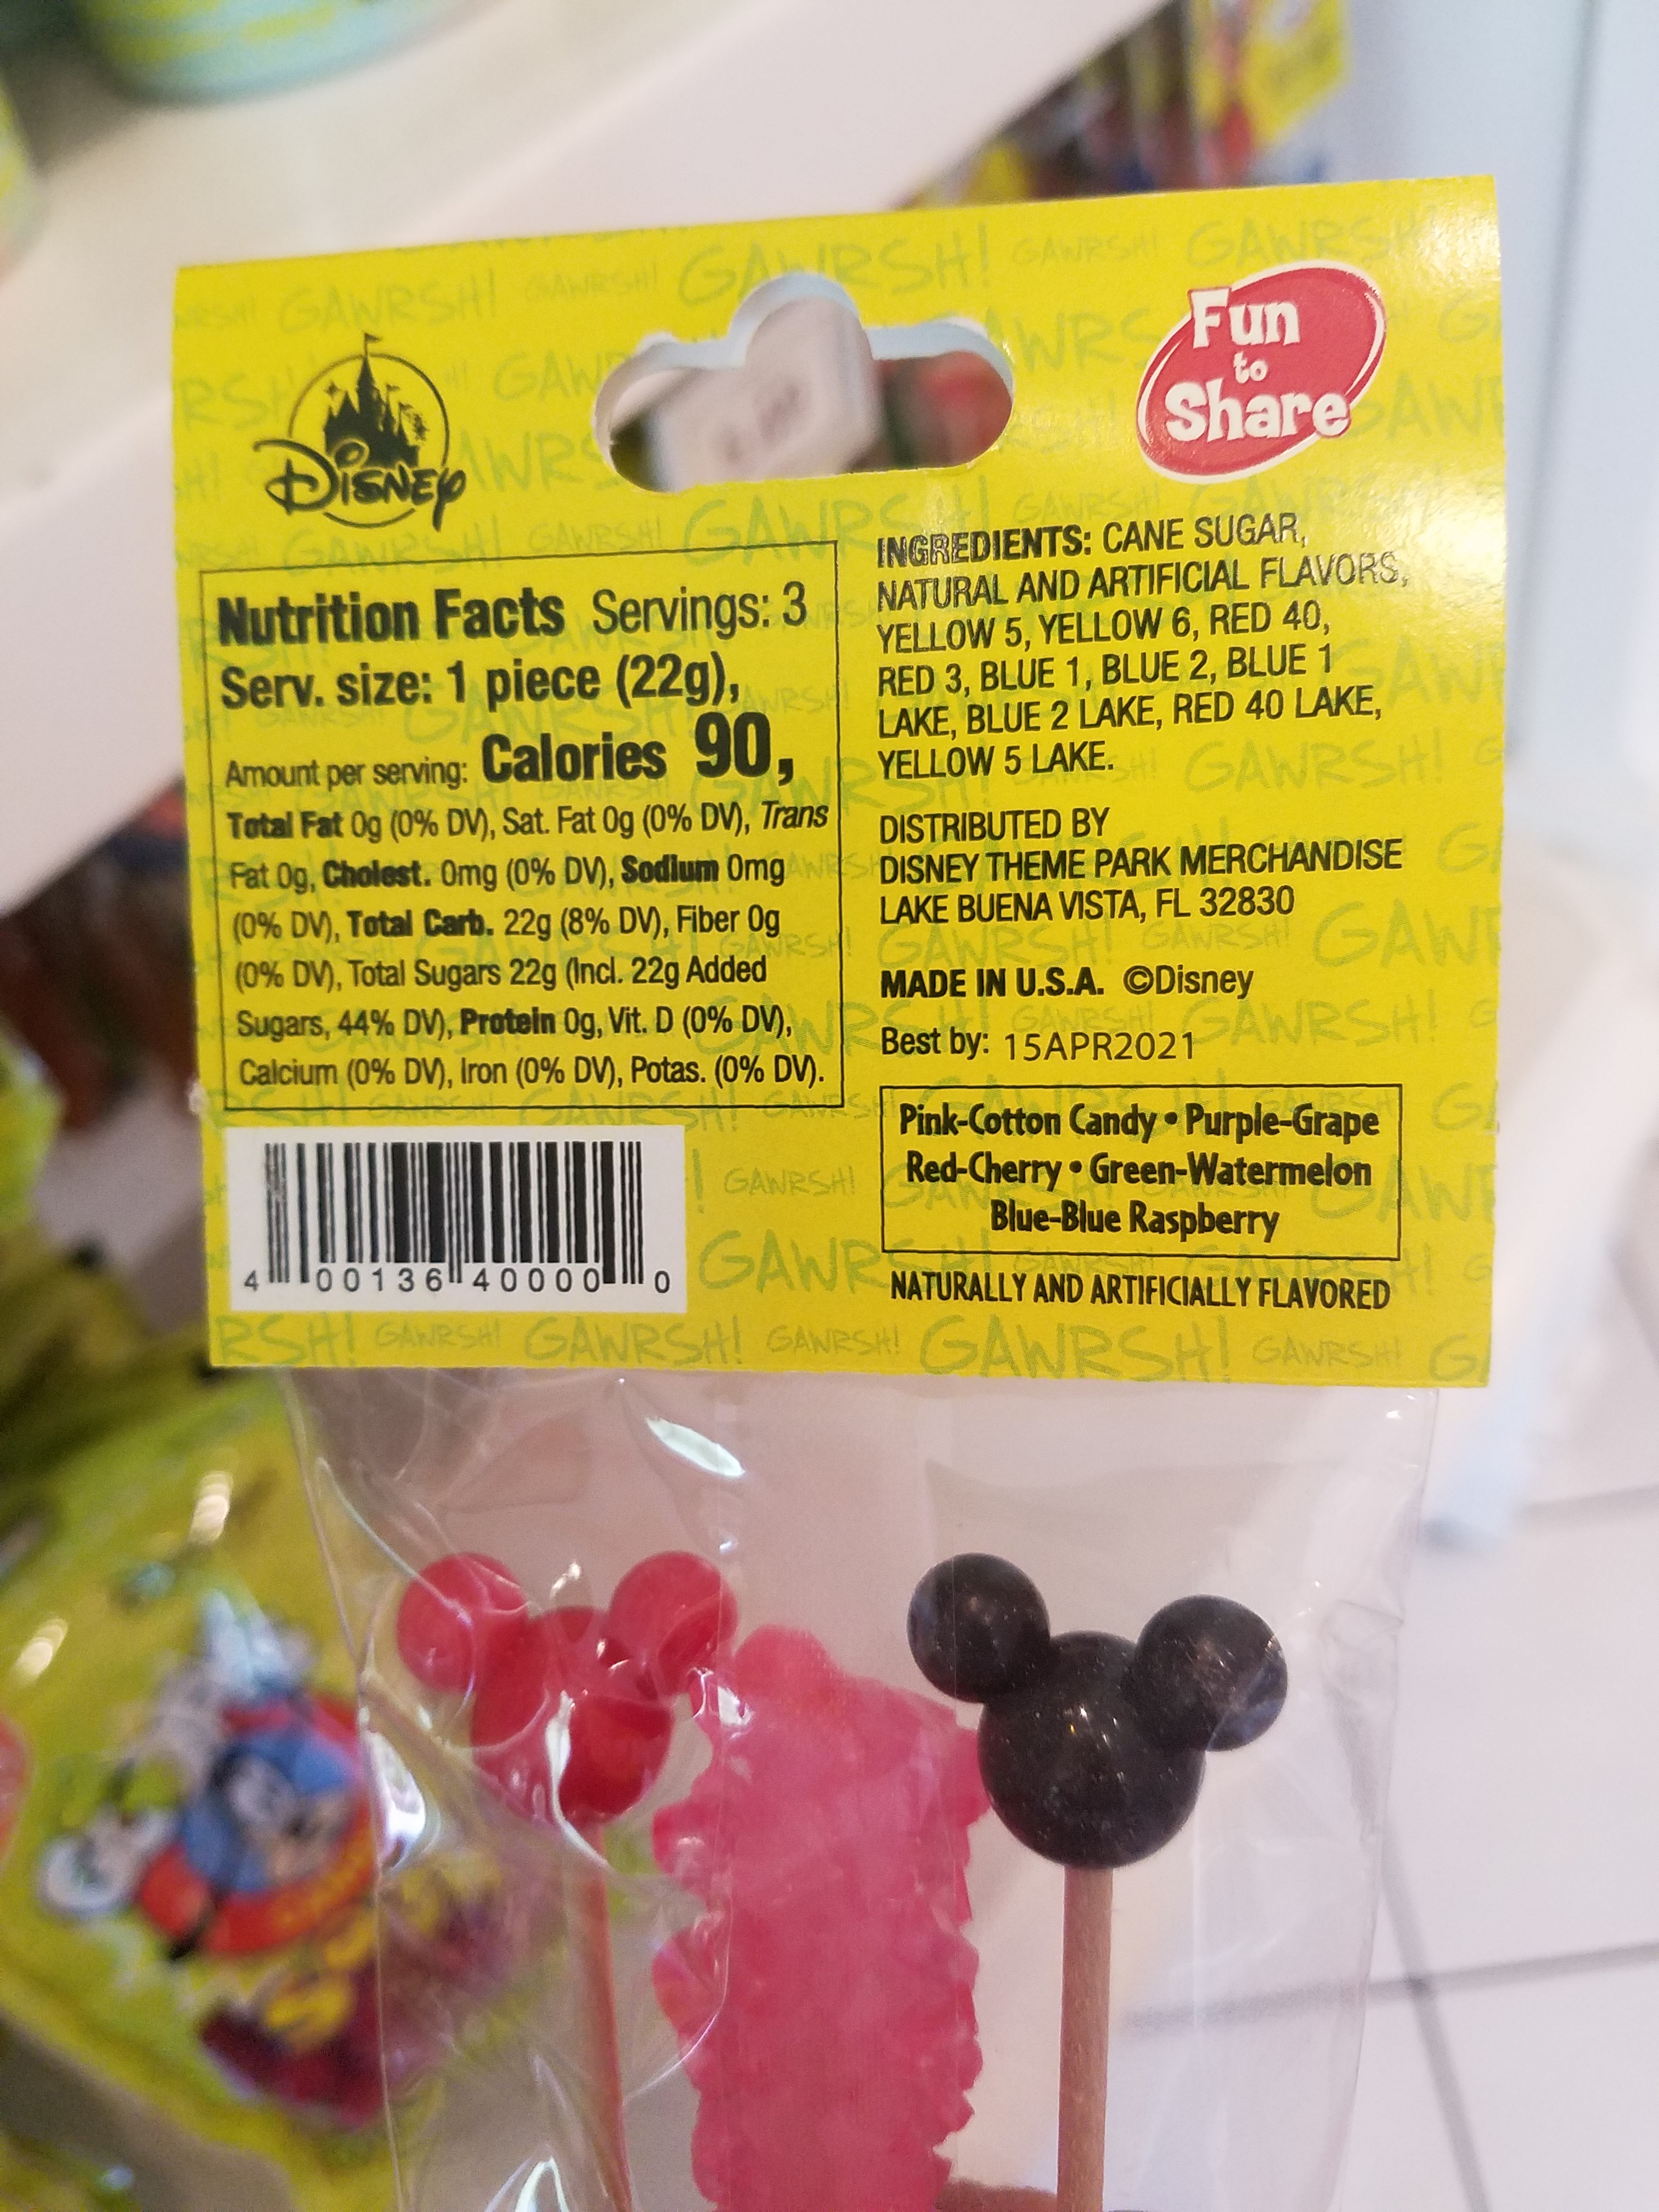 DISNEY
Fun
to
Share
Nutrition Facts Servings: 3
Serv. size: 1 piece (22g),
Amount per serving: Calories 90,
Total Fat 0g (0% DV), Sat. Fat 0g (0% DV), Trans
Fat 0g, Cholest. 0mg (0% DV), Sodium 0mg
(0% DV), Total Carb. 22g (8% DV), Fiber 0g
(0% DV), Total Sugars 22g (Incl. 22g Added
Sugars, 44% DV), Protein 0g, Vit. D (0% DV),
Calcium (0% DV), Iron (0% DV), Potas. (0% DV).
4 00136 40000 0
INGREDIENTS: CANE SUGAR,
NATURAL AND ARTIFICIAL FLAVORS,
YELLOW 5, YELLOW 6, RED 40,
RED 3, BLUE 1, BLUE 2, BLUE 1
LAKE, BLUE 2 LAKE, RED 40 LAKE,
YELLOW 5 LAKE.
DISTRIBUTED BY
DISNEY THEME PARK MERCHANDISE
LAKE BUENA VISTA, FL 32830
MADE IN U.S.A. ©Disney
Best by: 15APR2021
Pink-Cotton Candy • Purple-Grape
Red-Cherry • Green-Watermelon
Blue-Blue Raspberry
NATURALLY AND ARTIFICIALLY FLAVORED
GAWRSH! GAWRSH! GAWRSH! GAWRSH!